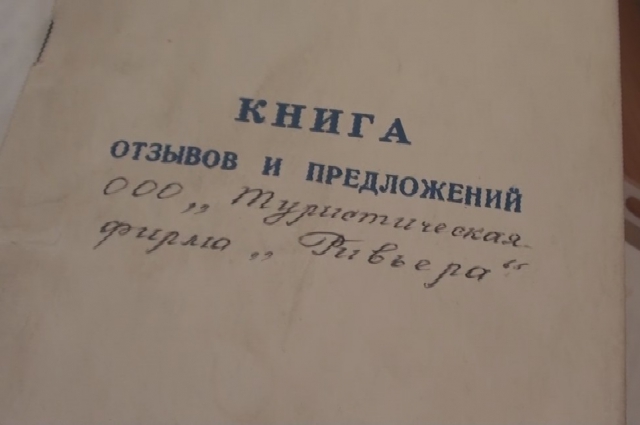 КНИГА
ОТЗЫВОВ И ПРЕДЛОЖЕНИЙ
ООО „ Туристическая
фирма „ Ривьера“